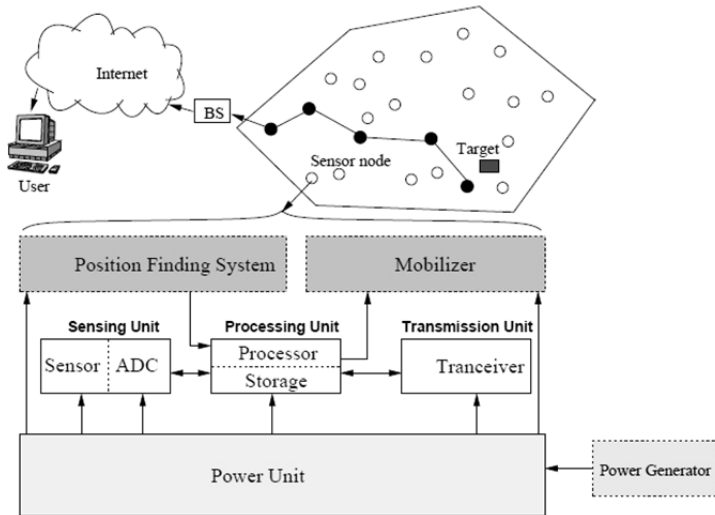 Internet
BS
User
Sensor node
Target
Position Finding System
Mobilizer
Sensing Unit
Processing Unit
Transmission Unit
Sensor
ADC
Processor
Storage
Tranceiver
Power Unit
Power Generator